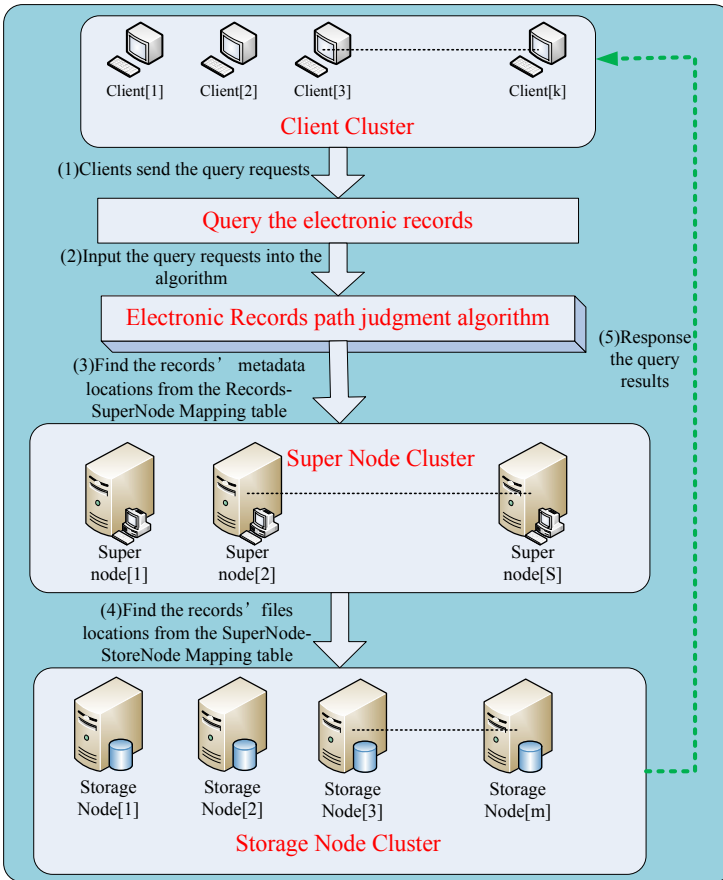 Client[1]
Client[2]
Client[3]
Client[k]
Client Cluster
(1)Clients send the query requests
Query the electronic records
(2)Input the query requests into the
algorithm
Electronic Records path judgment algorithm
(3)Find the records’ metadata
locations from the Records-
SuperNode Mapping table
(5)Response
the query
results
Super Node Cluster
Super
node[1]
Super
node[2]
Super
node[S]
(4)Find the records’ files
locations from the SuperNode-
StoreNode Mapping table
Storage
Node[1]
Storage
Node[2]
Storage
Node[3]
Storage
Node[m]
Storage Node Cluster